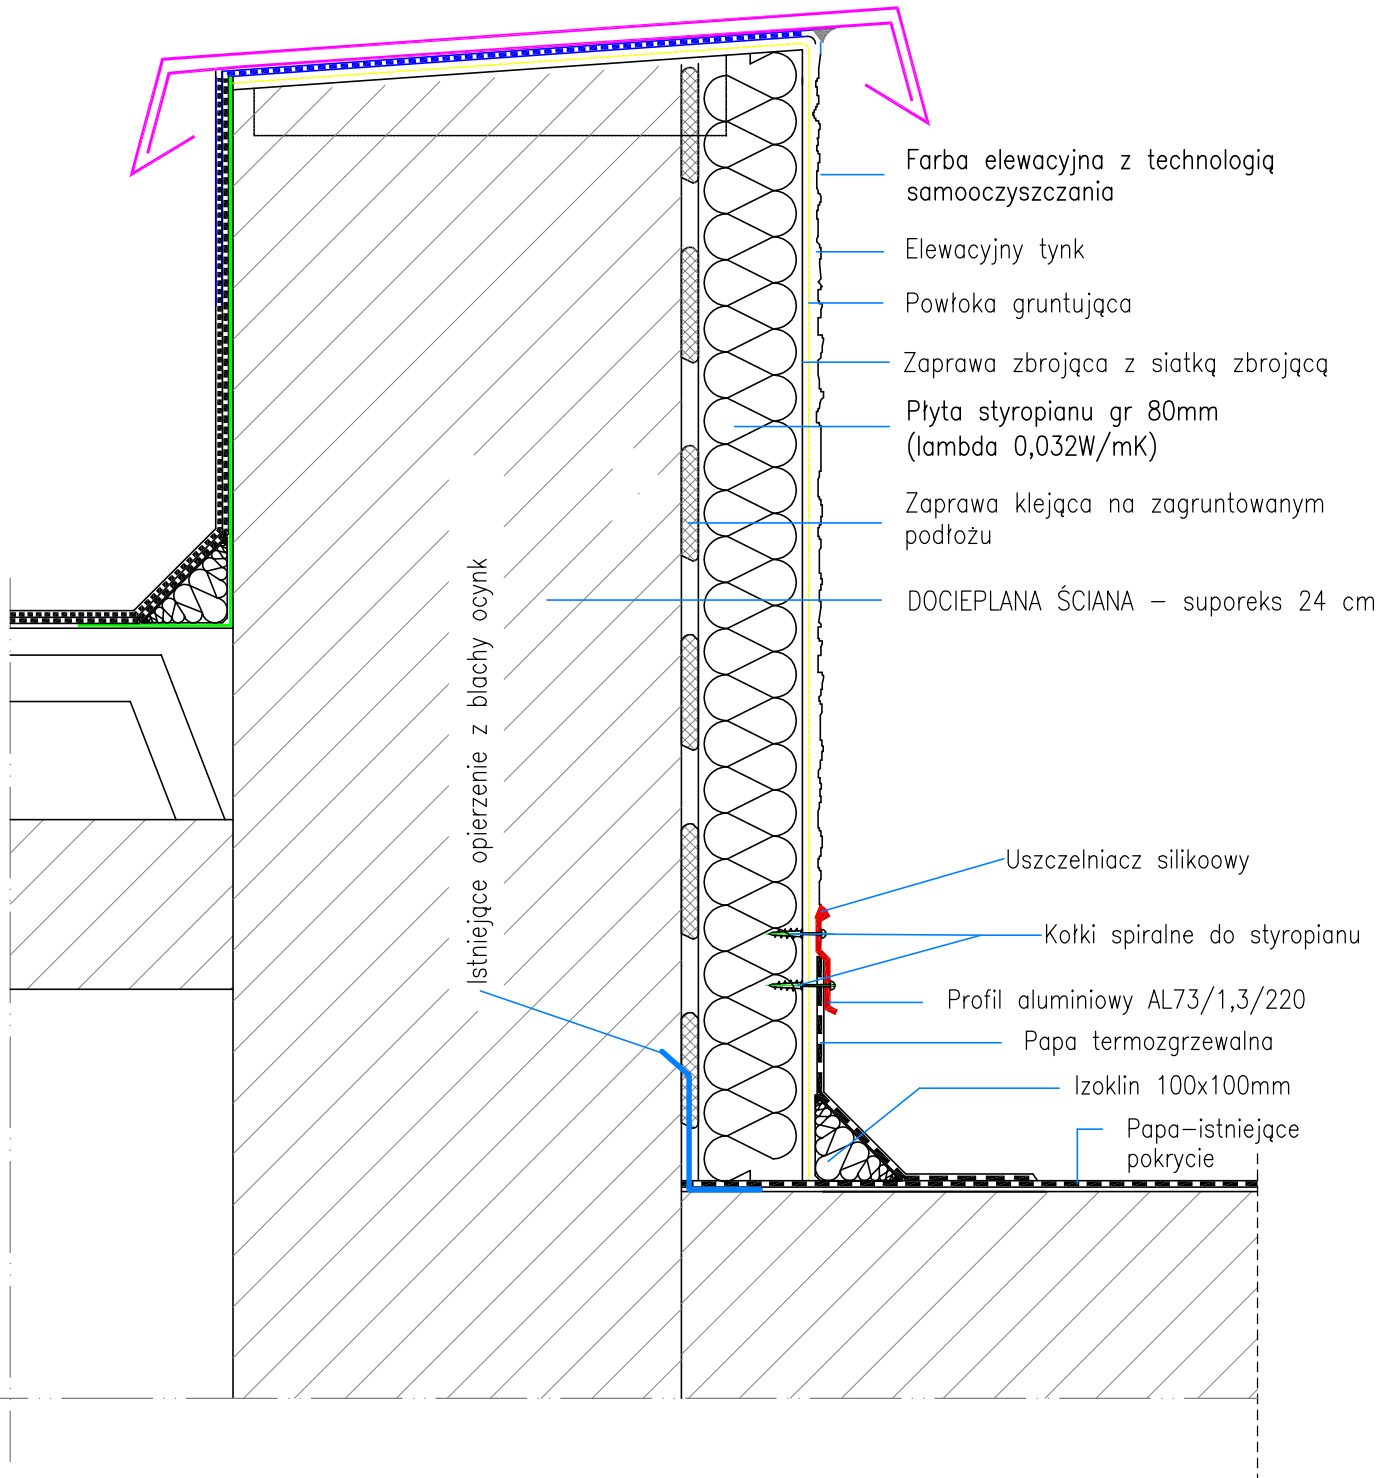 Farba elewacyjna z technologią
samooczyszczania
Elewacyjny tynk
Powłoka gruntująca
Zaprawa zbrojąca z siatką zbrojącą
Płyta styropianu gr 80mm
(lambda 0,032W/mK)
Zaprawa klejąca na zagruntowanym
podłożu
DOCIEPLANA ŚCIANA – suporeks 24 cm
Istniejące opierzenie z blachy ocynk
Uszczelniacz silikoowy
Kołki spiralne do styropianu
Profil aluminiowy AL73/1,3/220
Papa termozgrzewalna
Izoklin 100x100mm
Papa–istniejące
pokrycie